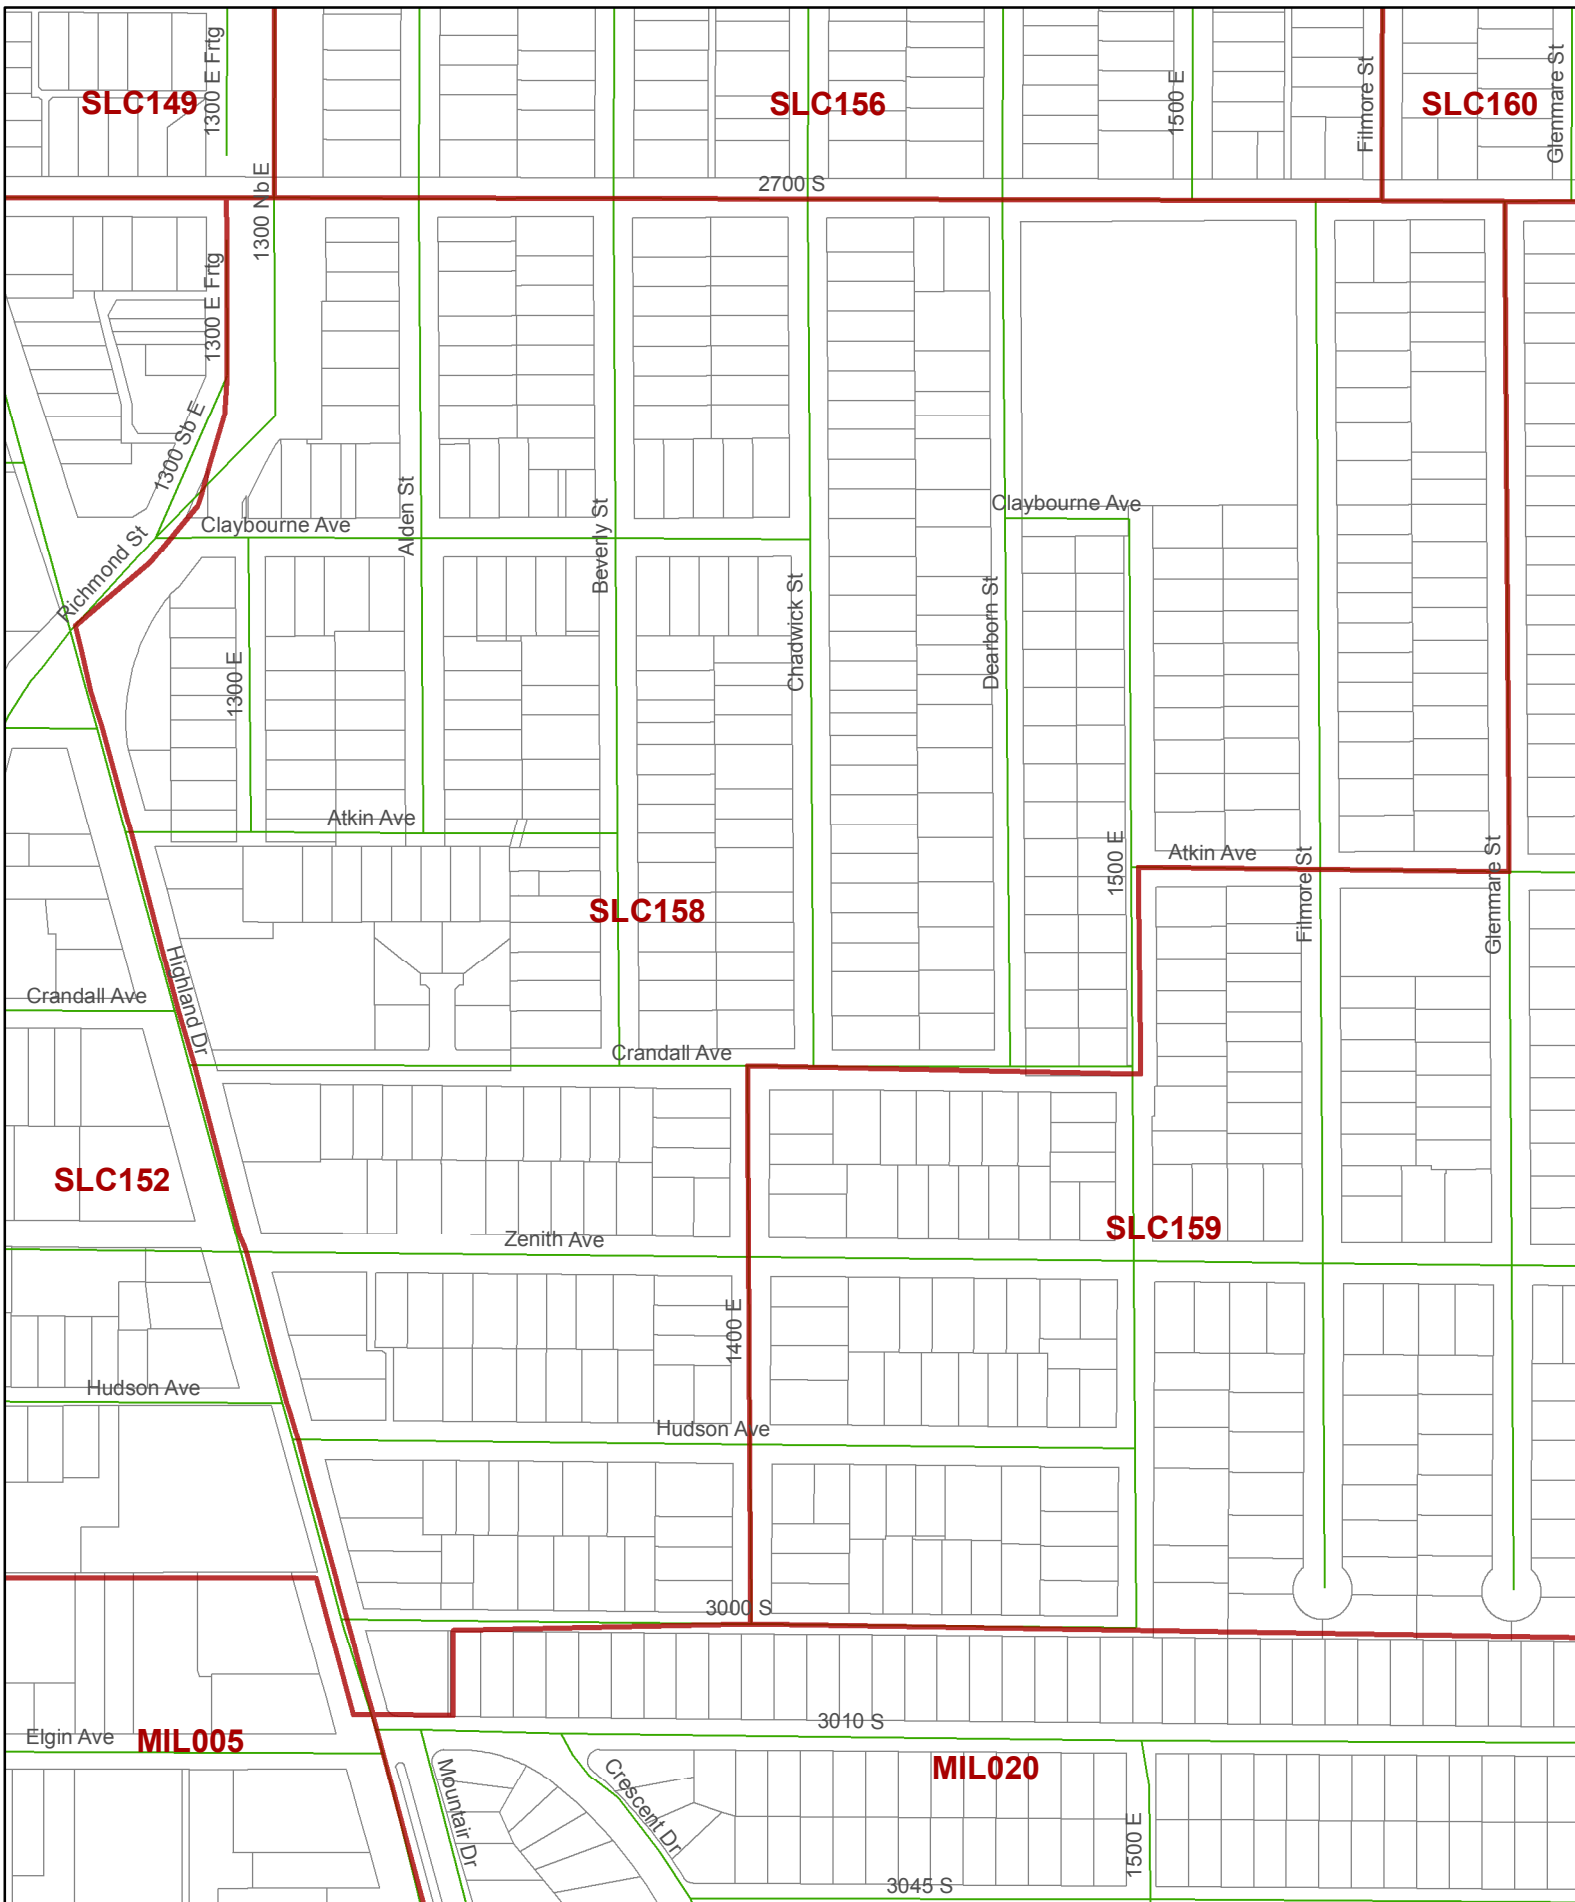 1300 E Frtg
SLC149
SLC156
1500 E
Filmore St
SLC160
Glenmare St
2700 S
1300 Nb E
1300 E Frtg
1300 Sb E
Richmond St
Claybourne Ave
Alden St
Beverly St
Claybourne Ave
Chadwick St
Dearborn St
1300 E
Atkin Ave
1500 E
Atkin Ave
Filmore St
Glenmare St
SLC158
Highland Dr
Crandall Ave
Crandall Ave
SLC152
SLC159
Zenith Ave
1400 E
Hudson Ave
Hudson Ave
3000 S
3010 S
Elgin Ave
MIL005
MIL020
Mountair Dr
Crescent Dr
1500 E
3045 S